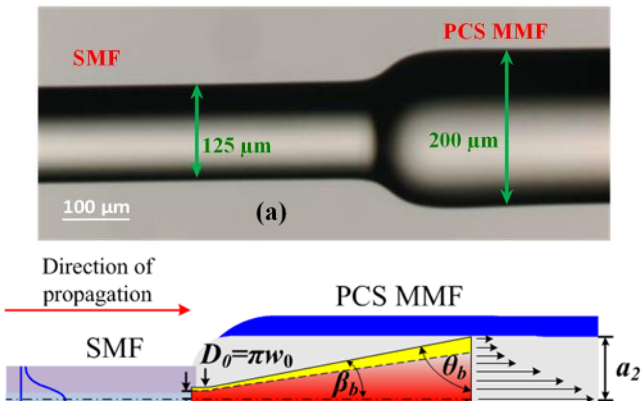 SMF
PCS MMF
125 μm
200 μm
100 μm
(a)
Direction of
propagation
PCS MMF
SMF
D₀=πw₀
β_b
θ_b
a₂